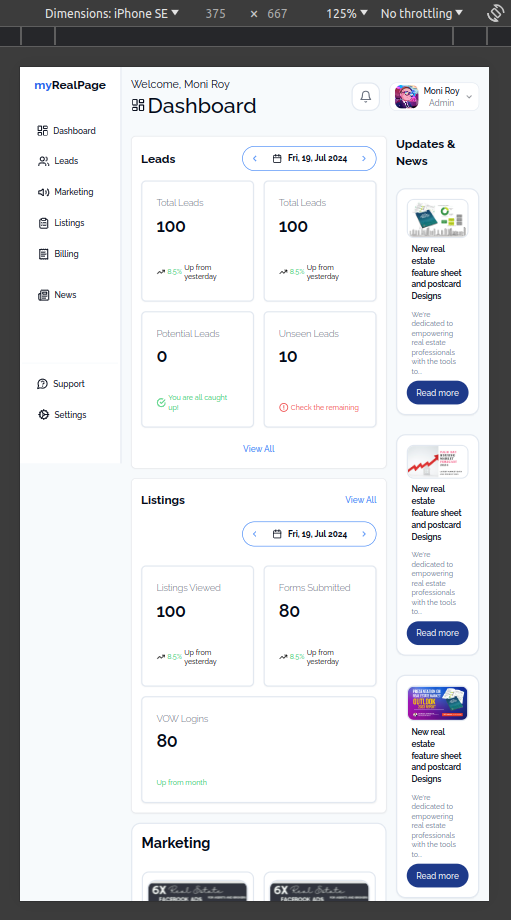 Dimensions: iPhone SE
375
×
667
125%
No throttling
myRealPage
Dashboard
Leads
Marketing
Listings
Billing
News
Support
Settings
Welcome, Moni Roy
Dashboard
Moni Roy
Admin
Leads
Fri, 19, Jul 2024
Total Leads
100
8.5% Up from
yesterday
Total Leads
100
8.5% Up from
yesterday
Potential Leads
0
You are all caught
up!
Unseen Leads
10
Check the remaining
View All
Listings
View All
Fri, 19, Jul 2024
Listings Viewed
100
8.5% Up from
yesterday
Forms Submitted
80
8.5% Up from
yesterday
VOW Logins
80
Up from month
Marketing
6X Real Estate
FACEBOOK ADS
6X Real Estate
FACEBOOK ADS
Updates &
News
New real
estate
feature sheet
and postcard
Designs
We're
dedicated to
empowering
real estate
professionals
with the tools
to...
Read more
New real
estate
feature sheet
and postcard
Designs
We're
dedicated to
empowering
real estate
professionals
with the tools
to...
Read more
PRESENTATION ON
REAL ESTATE MARKET
OUTLOOK
New real
estate
feature sheet
and postcard
Designs
We're
dedicated to
empowering
real estate
professionals
with the tools
to...
Read more